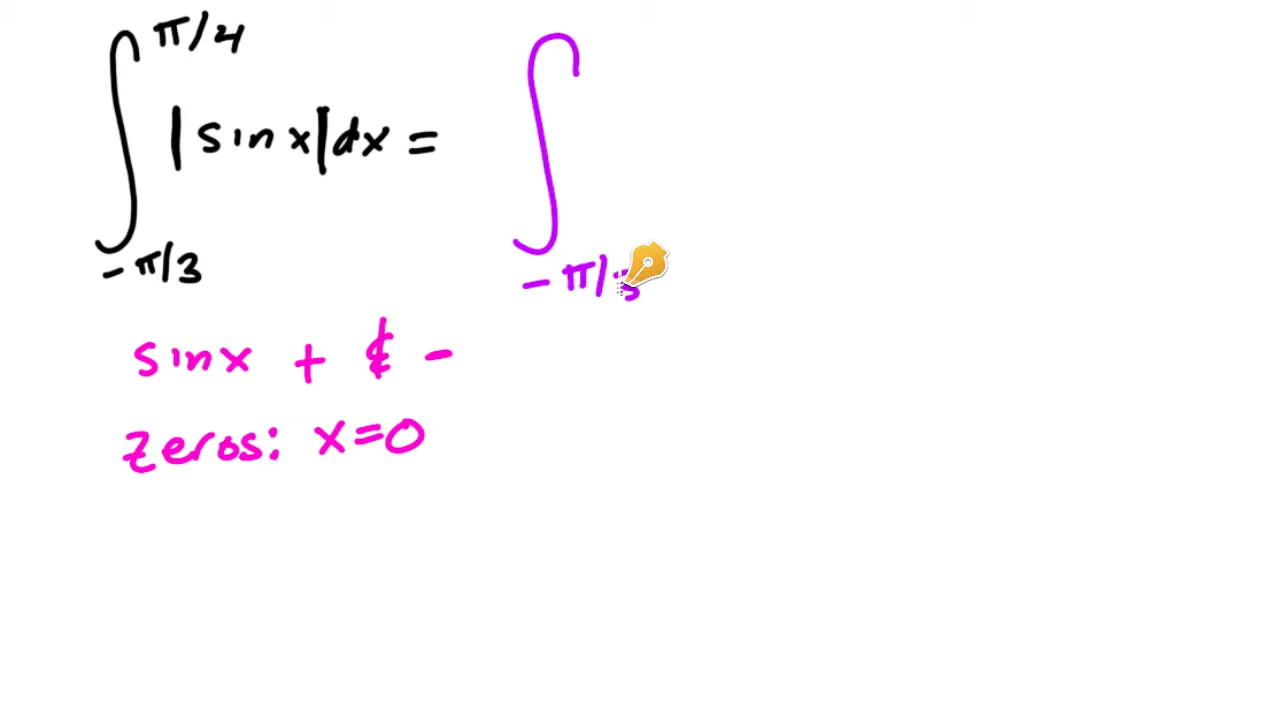 ∫_{-π/3}^{π/4} |sin x| dx = ∫_{-π/3}
sin x + & -
zeros: x=0